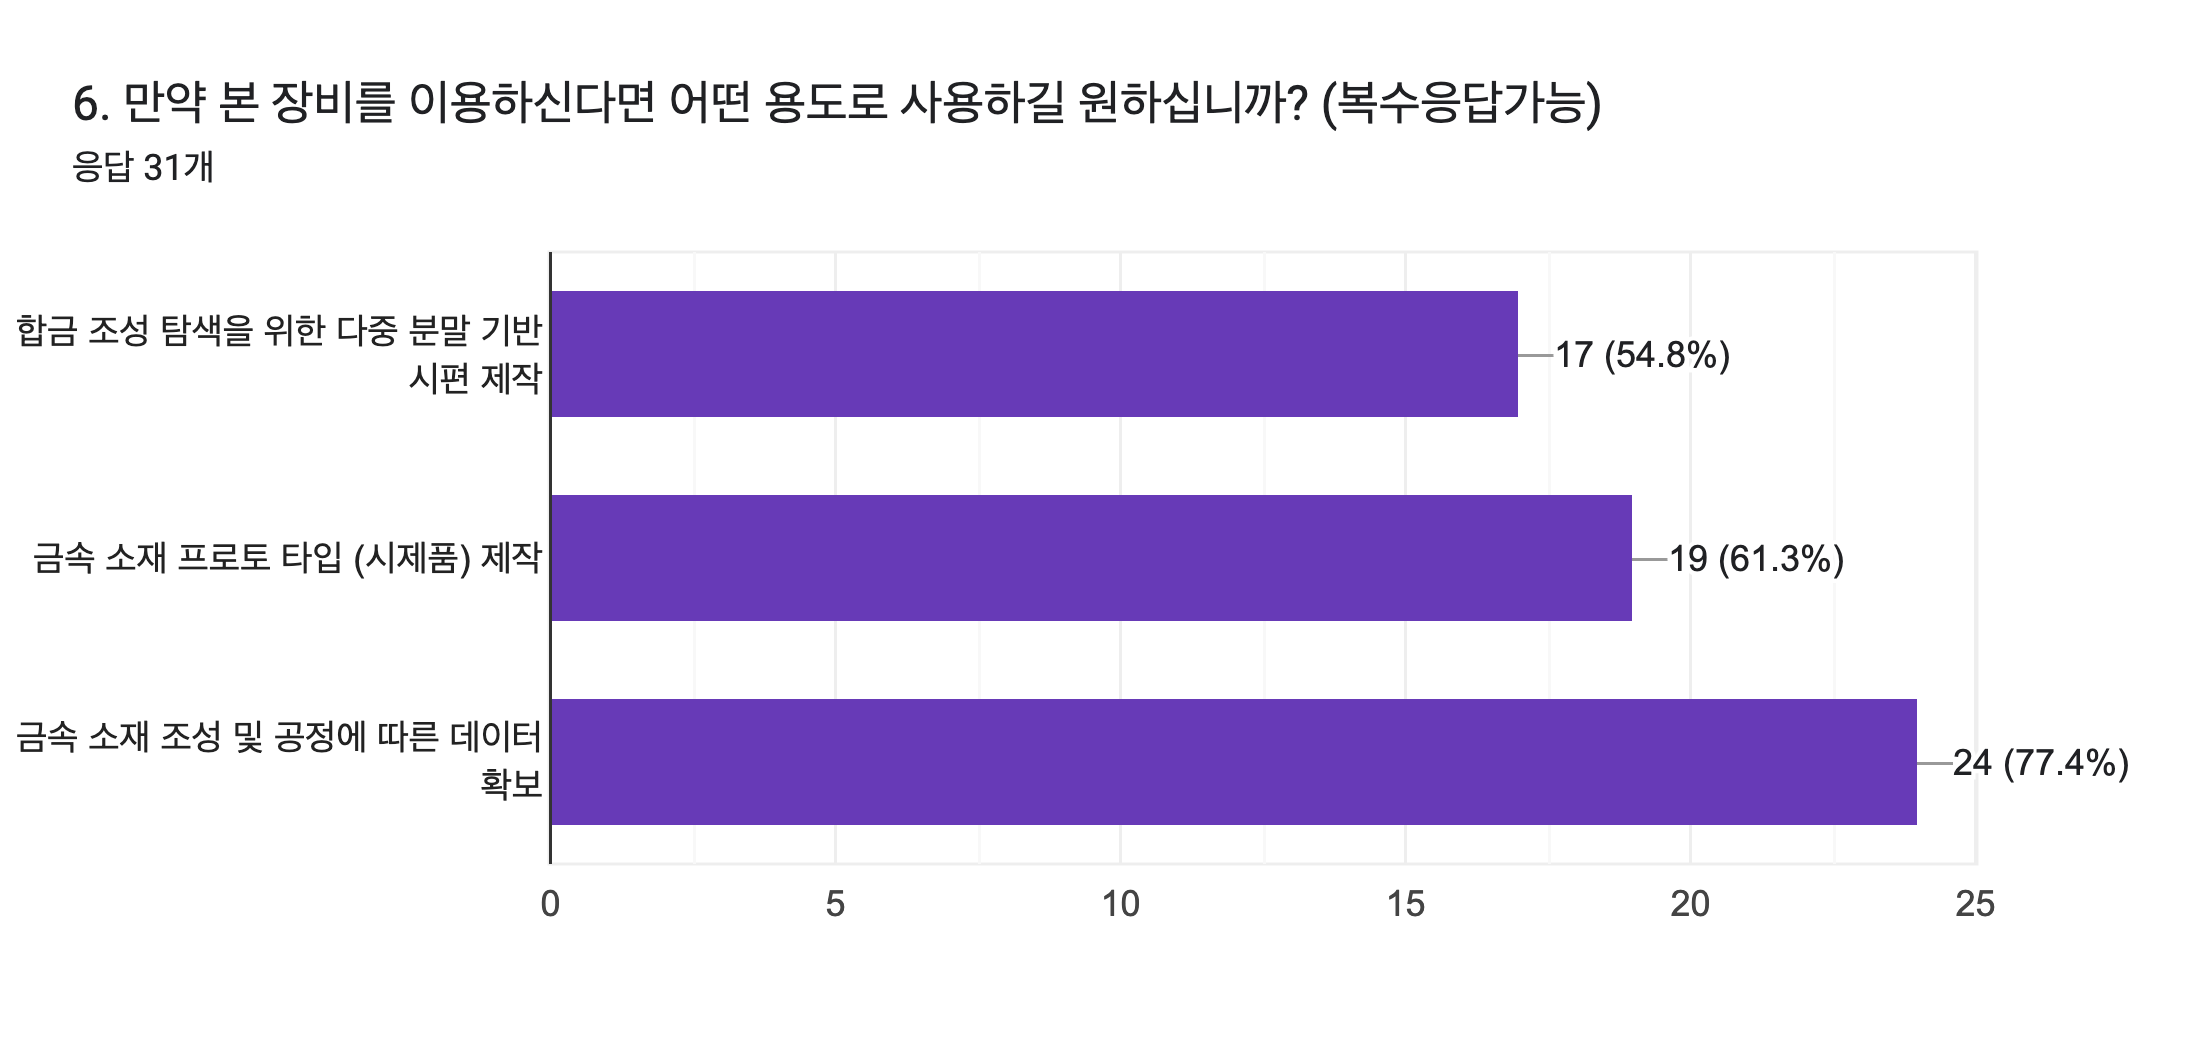 6. 만약 본 장비를 이용하신다면 어떤 용도로 사용하길 원하십니까? (복수응답가능)
응답 31개
합금 조성 탐색을 위한 다중 분말 기반
시편 제작
17 (54.8%)
금속 소재 프로토 타입 (시제품) 제작
19 (61.3%)
금속 소재 조성 및 공정에 따른 데이터
확보
24 (77.4%)
0 5 10 15 20 25